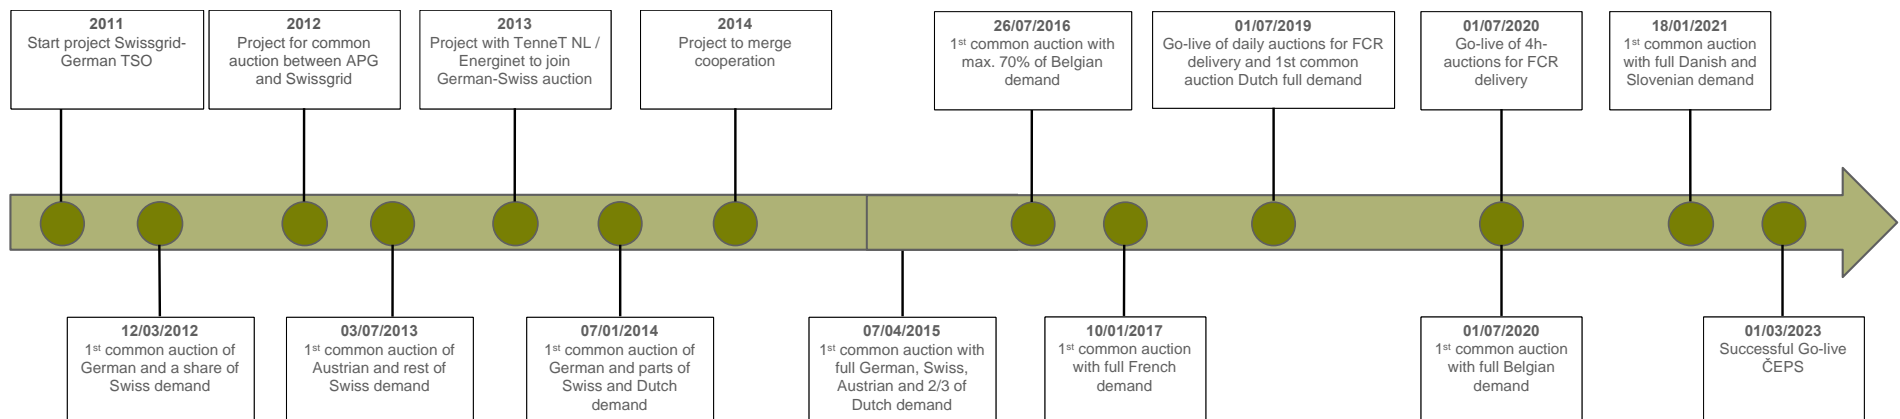 2011
Start project Swissgrid-
German TSO
2012
Project for common
auction between APG
and Swissgrid
2013
Project with TenneT NL /
Energinet to join
German-Swiss auction
2014
Project to merge
cooperation
26/07/2016
1st common auction with
max. 70% of Belgian
demand
01/07/2019
Go-live of daily auctions for FCR
delivery and 1st common
auction Dutch full demand
01/07/2020
Go-live of 4h-
auctions for FCR
delivery
18/01/2021
1st common auction
with full Danish and
Slovenian demand
12/03/2012
1st common auction of
German and a share of
Swiss demand
03/07/2013
1st common auction of
Austrian and rest of
Swiss demand
07/01/2014
1st common auction of
German and parts of
Swiss and Dutch
demand
07/04/2015
1st common auction with
full German, Swiss,
Austrian and 2/3 of
Dutch demand
10/01/2017
1st common auction
with full French
demand
01/07/2020
1st common auction
with full Belgian
demand
01/03/2023
Successful Go-live
ČEPS